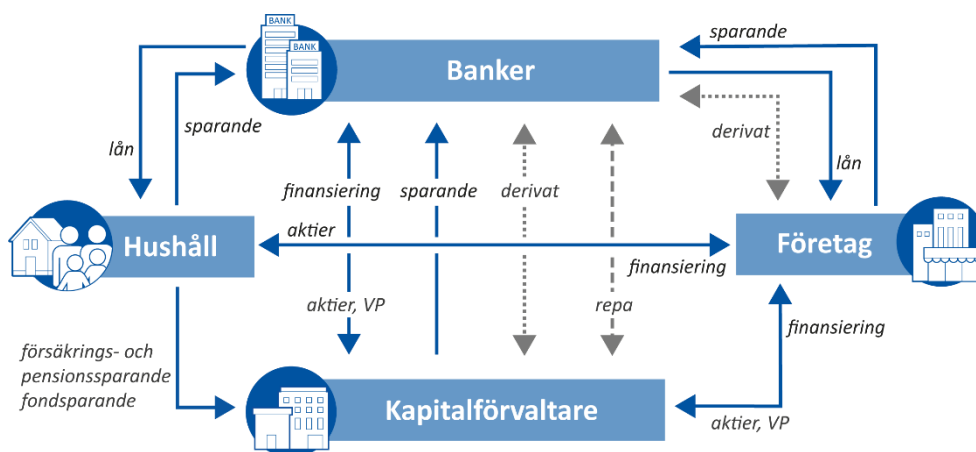 sparande
BANK
BANK
Banker
sparande
derivat
lån
lån
finansiering
sparande
derivat
Hushåll
aktier
Företag
finansiering
aktier, VP
repa
finansiering
försäkrings- och
pensionssparande
fondsparande
Kapitalförvaltare
aktier, VP